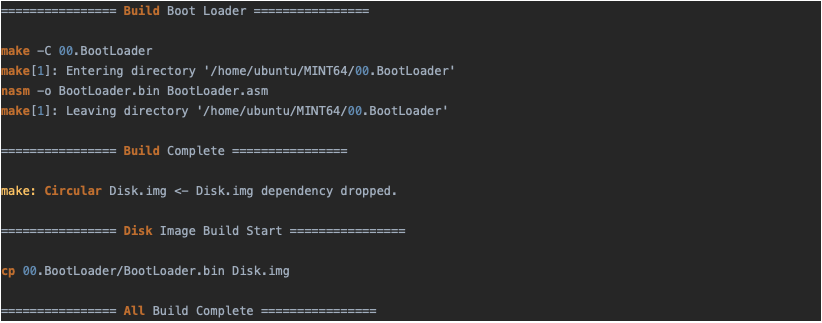 ================ Build Boot Loader ================
make -C 00.BootLoader
make[1]: Entering directory '/home/ubuntu/MINT64/00.BootLoader'
nasm -o BootLoader.bin BootLoader.asm
make[1]: Leaving directory '/home/ubuntu/MINT64/00.BootLoader'
================ Build Complete ================
make: Circular Disk.img <- Disk.img dependency dropped.
================ Disk Image Build Start ================
cp 00.BootLoader/BootLoader.bin Disk.img
================ All Build Complete ================